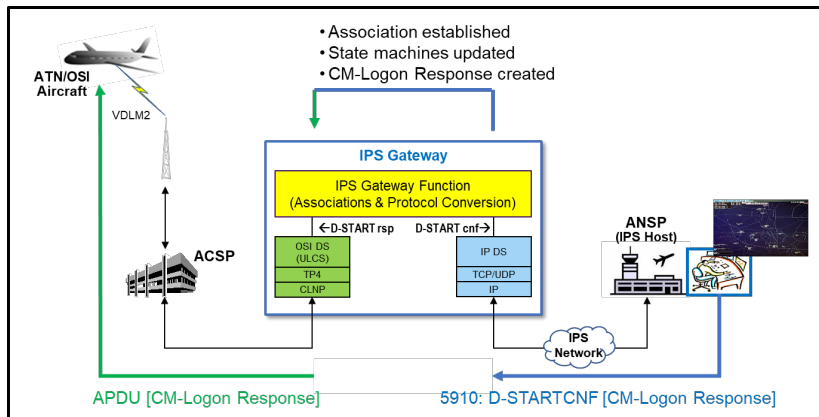 • Association established
• State machines updated
• CM-Logon Response created
ATN/OSI
Aircraft
VDLM2
IPS Gateway
IPS Gateway Function
(Associations & Protocol Conversion)
←D-START rsp
D-START cnf→
OSI DS
(ULCS)
TP4
CLNP
IP DS
TCP/UDP
IP
ACSP
ANSP
(IPS Host)
IPS
Network
APDU [CM-Logon Response]
5910: D-STARTCNF [CM-Logon Response]